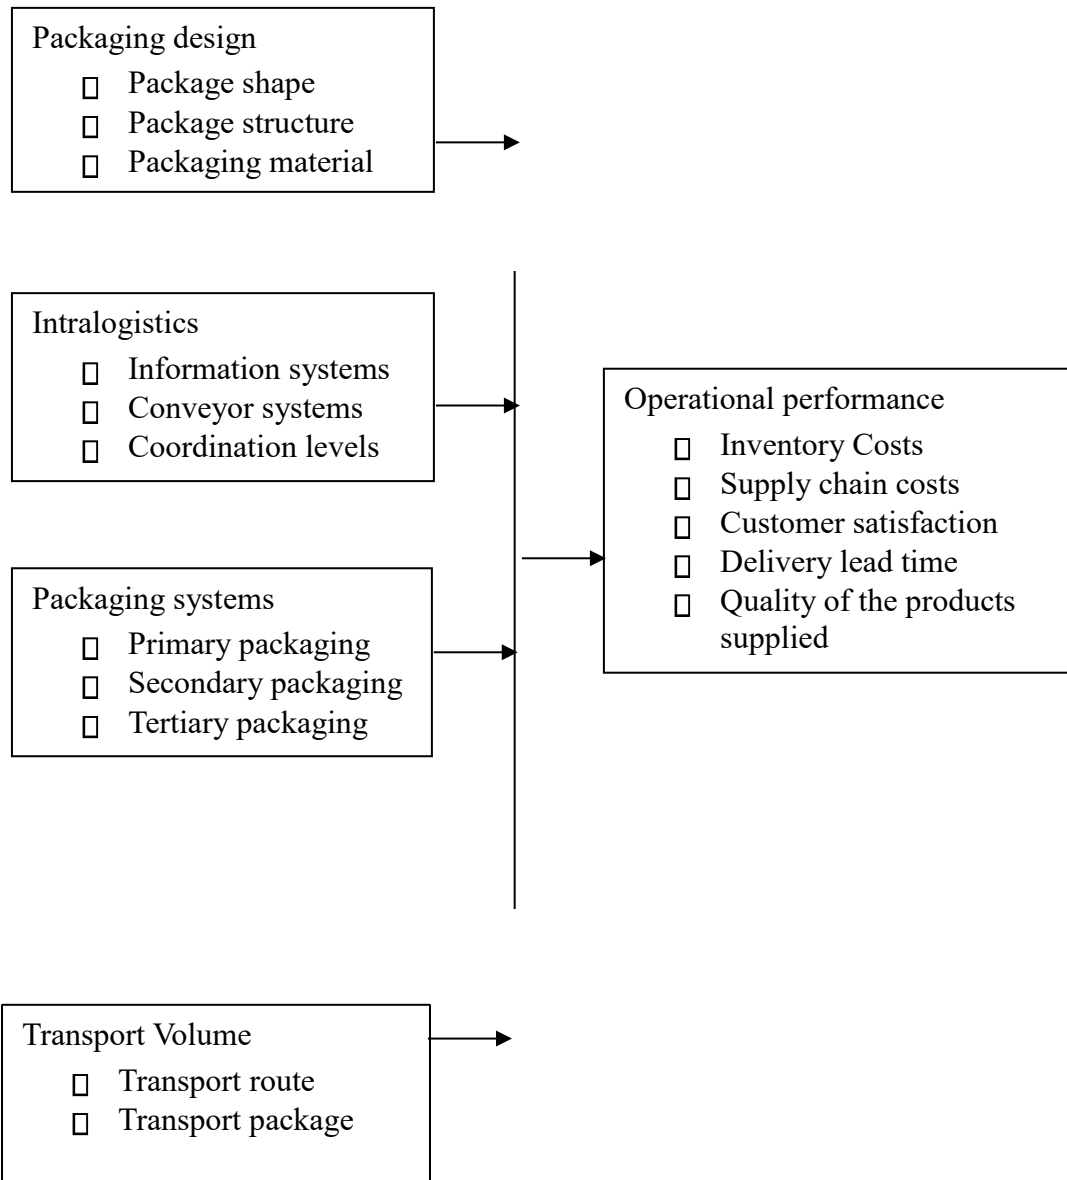 Packaging design
Package shape
Package structure
Packaging material
Intralogistics
Information systems
Conveyor systems
Coordination levels
Operational performance
Inventory Costs
Supply chain costs
Customer satisfaction
Delivery lead time
Quality of the products
supplied
Packaging systems
Primary packaging
Secondary packaging
Tertiary packaging
Transport Volume
Transport route
Transport package